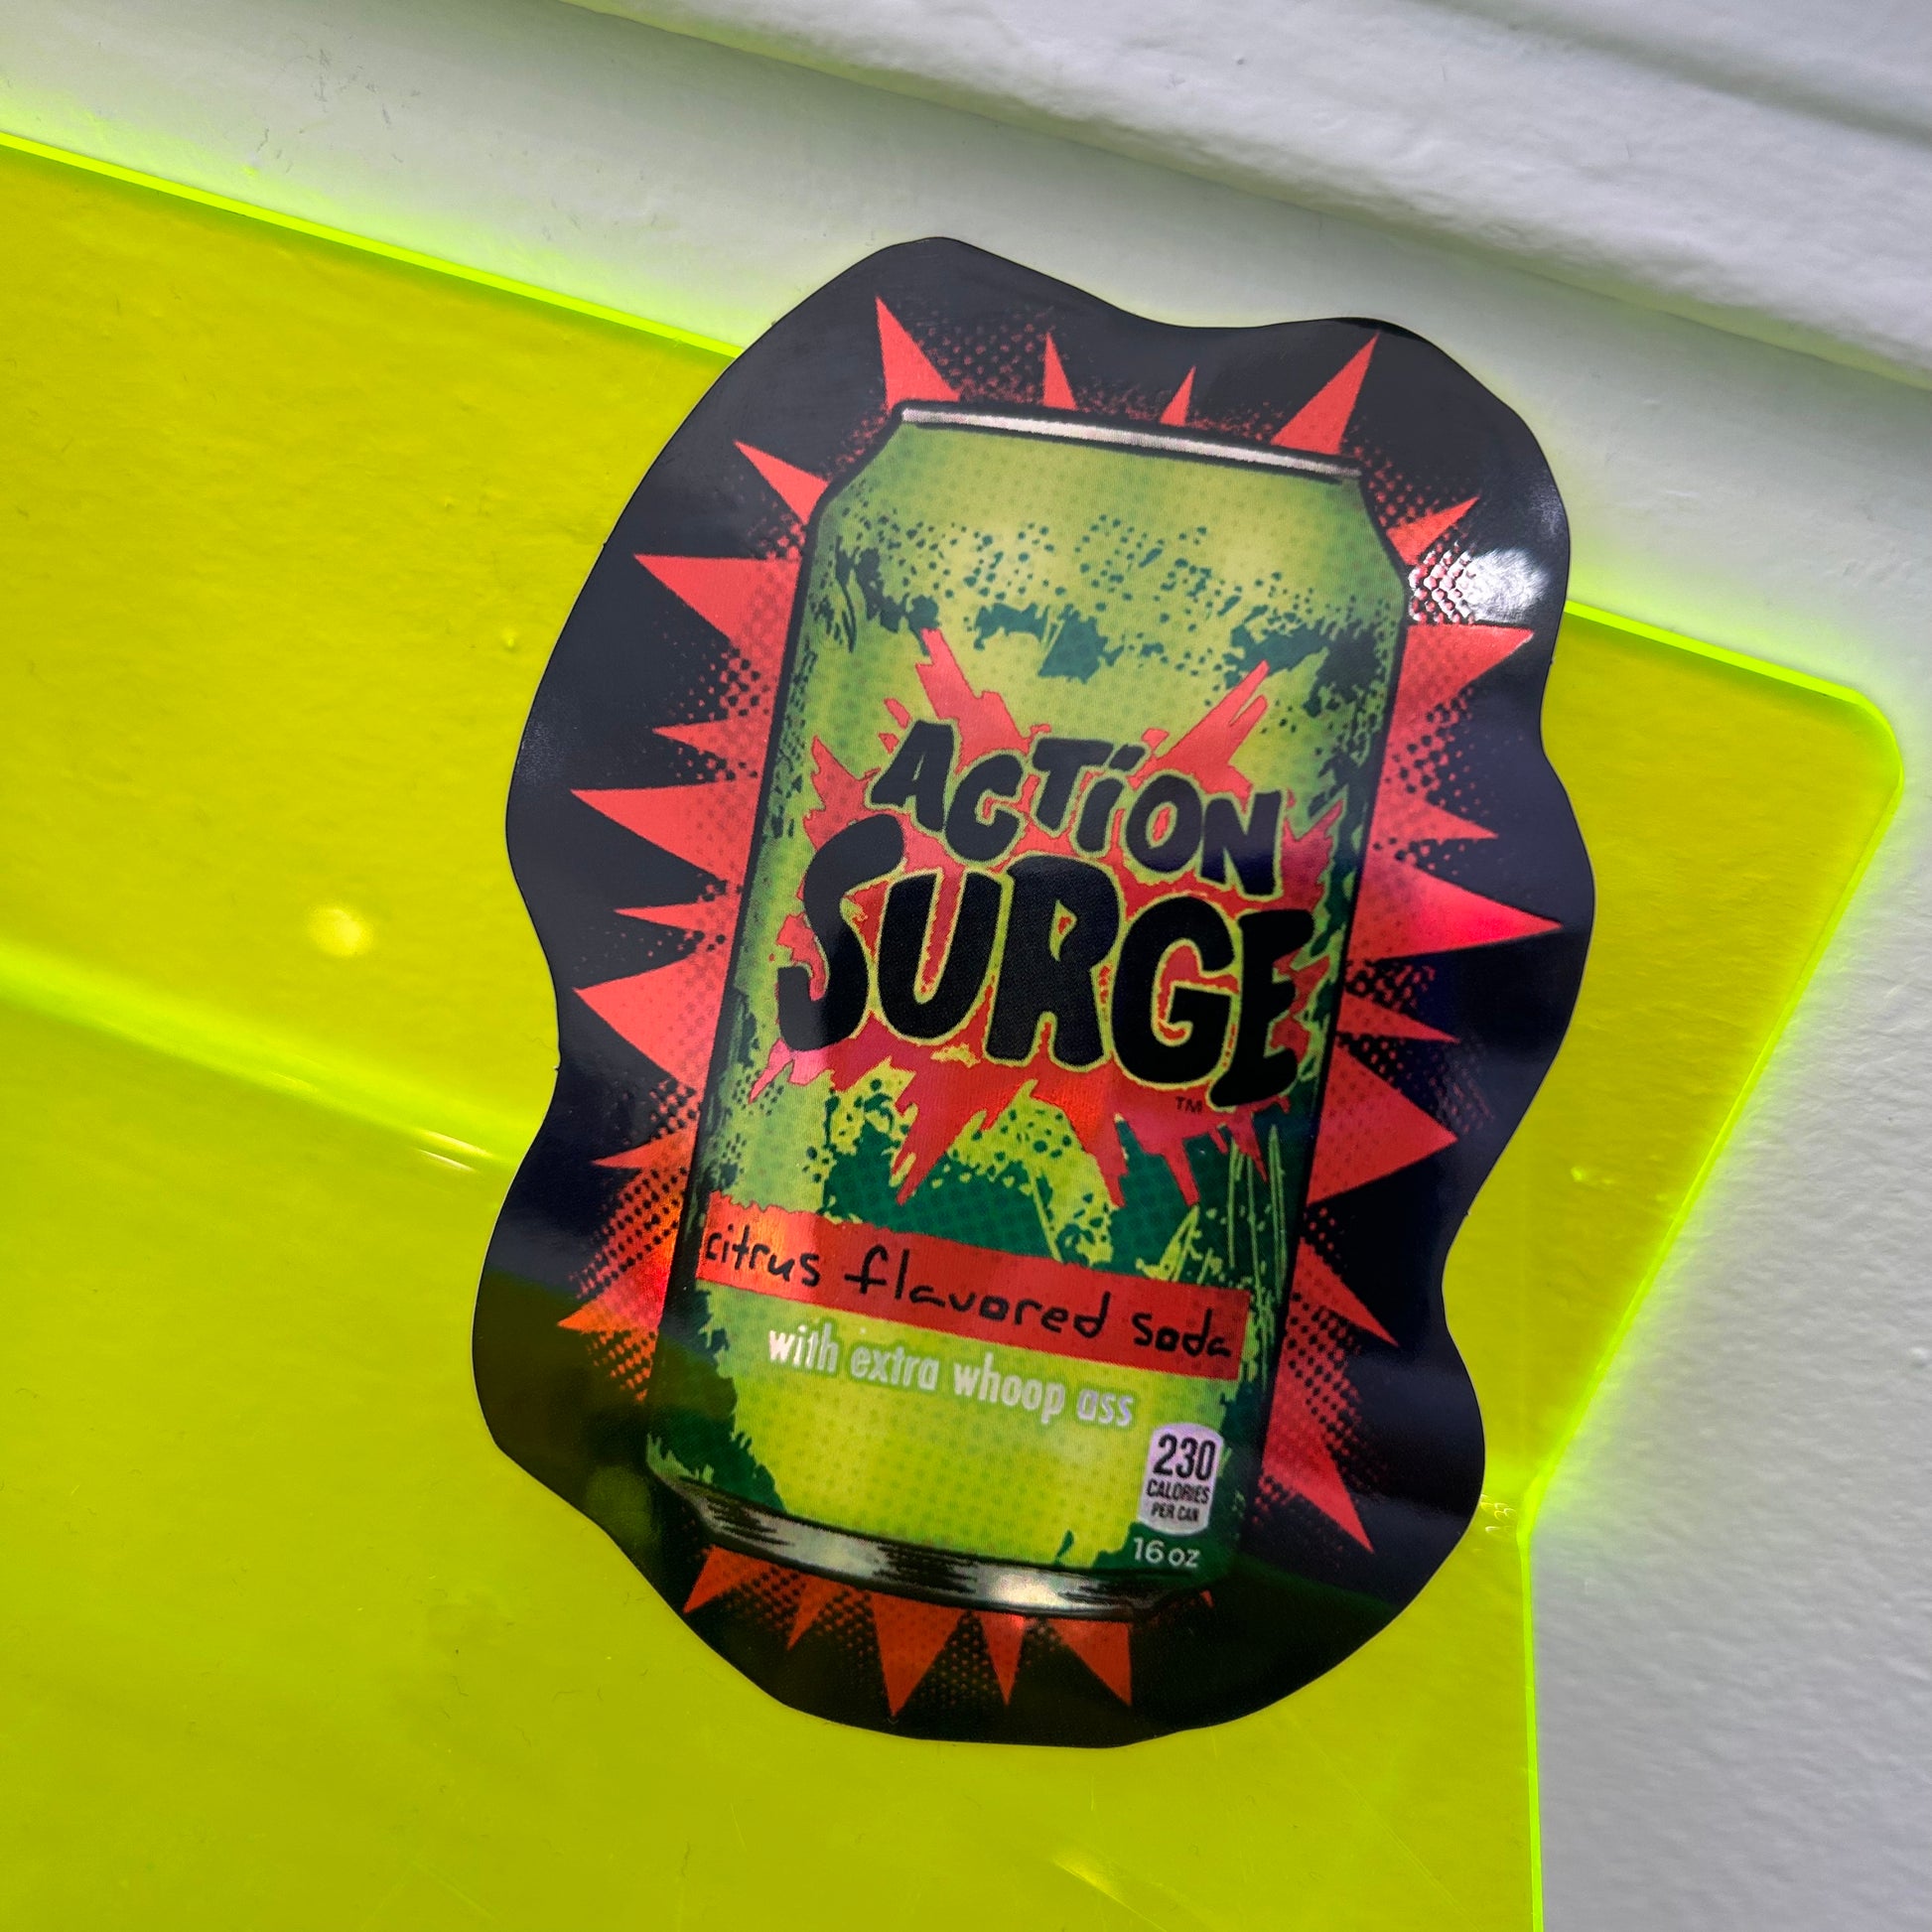 ACTiON
SURGE
TM
citrus flavored soda
with extra whoop ass
230
CALORIES
PER CAN
16 oz